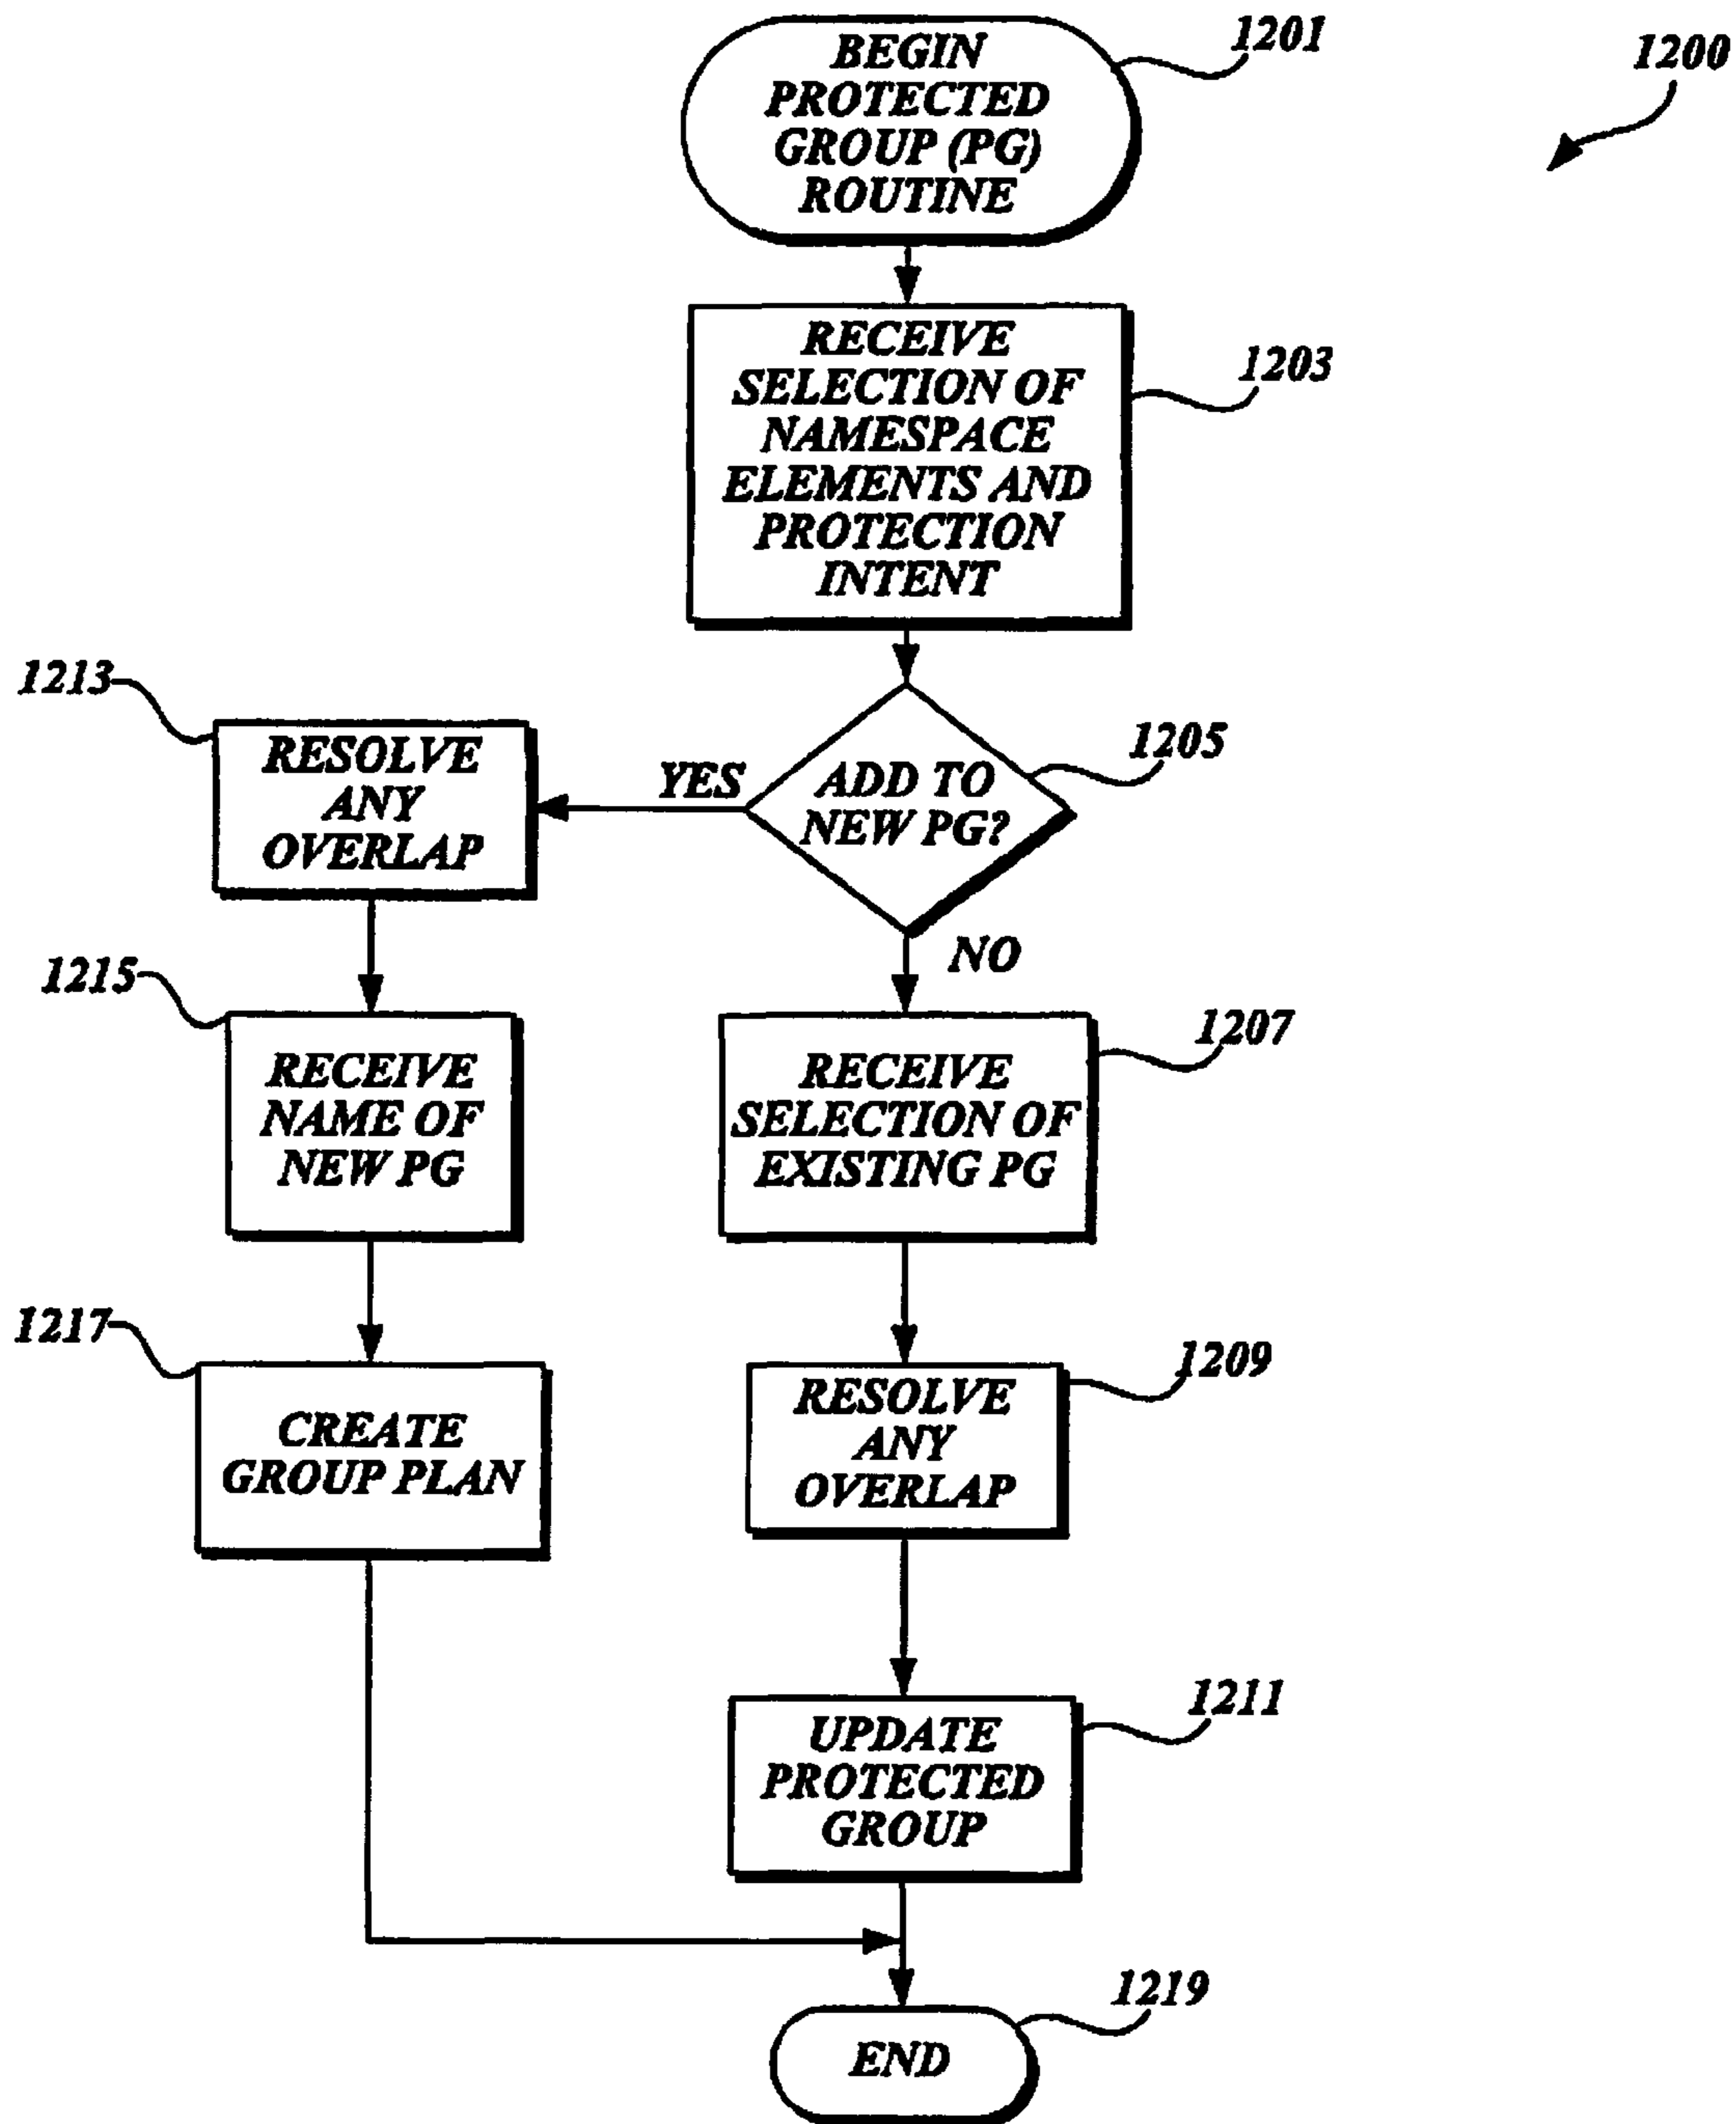 BEGIN
PROTECTED
GROUP (PG)
ROUTINE
1201
1200
RECEIVE
SELECTION OF
NAMESPACE
ELEMENTS AND
PROTECTION
INTENT
1203
ADD TO
NEW PG?
1205
YES
NO
1213
RESOLVE
ANY
OVERLAP
1215
RECEIVE
NAME OF
NEW PG
1217
CREATE
GROUP PLAN
RECEIVE
SELECTION OF
EXISTING PG
1207
RESOLVE
ANY
OVERLAP
1209
UPDATE
PROTECTED
GROUP
1211
END
1219